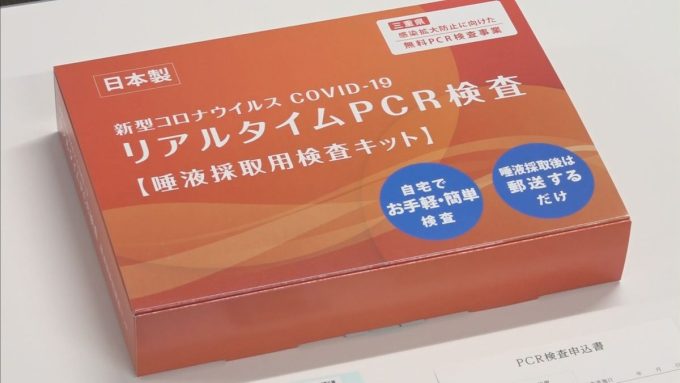 三重県
感染拡大防止に向けた
無料PCR検査事業
日本製
新型コロナウイルス COVID-19
リアルタイムPCR検査
【唾液採取用検査キット】
自宅で
お手軽・簡単
検査
唾液採取後は
郵送する
だけ
PCR検査申込書
年 月 日